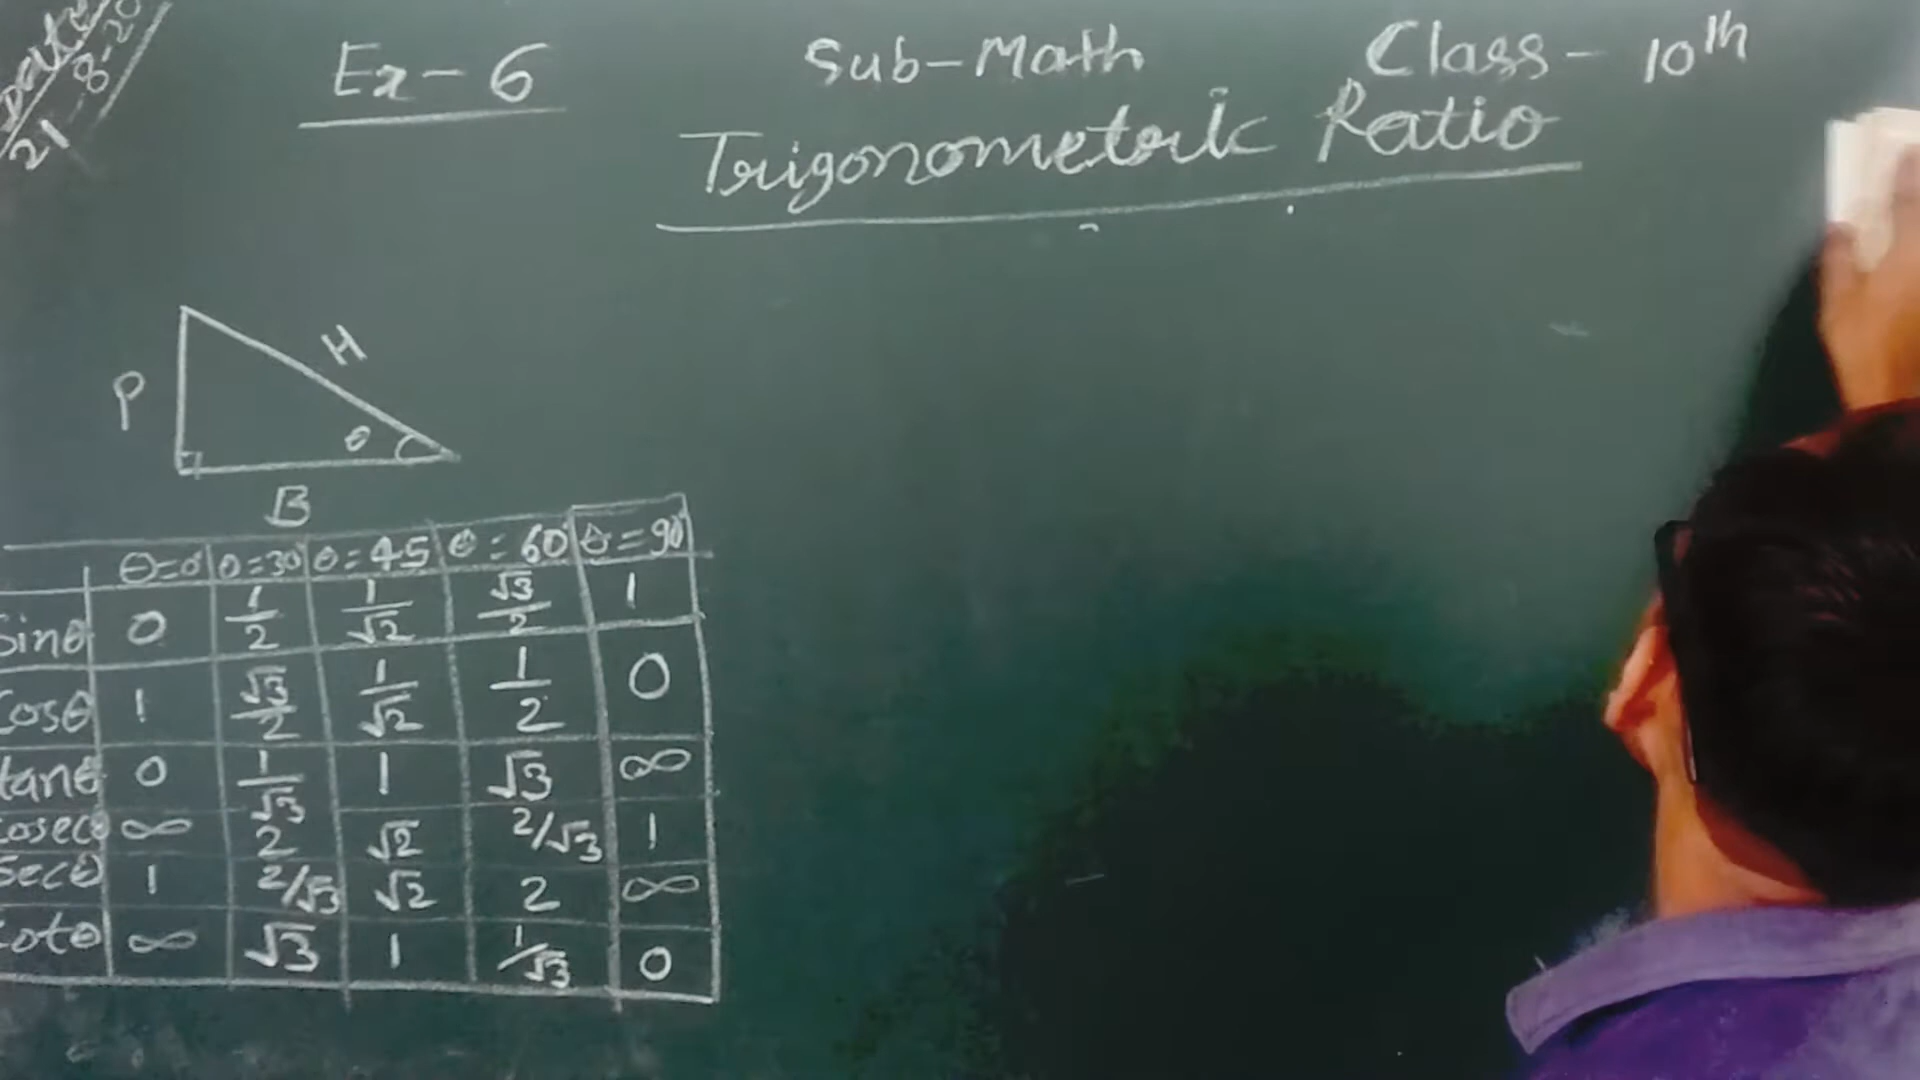 Date
21-8-20
Ex-6 Sub-Math Class-10th
Trigonometric Ratio
P H
θ
B
θ=0° θ=30° θ=45 θ=60° θ=90°
Sinθ 0 1/2 1/√2 √3/2 1
Cosθ 1 √3/2 1/√2 1/2 0
tanθ 0 1/√3 1 √3 ∞
Cosecθ ∞ 2 √2 2/√3 1
Secθ 1 2/√3 √2 2 ∞
Cotθ ∞ √3 1 1/√3 0